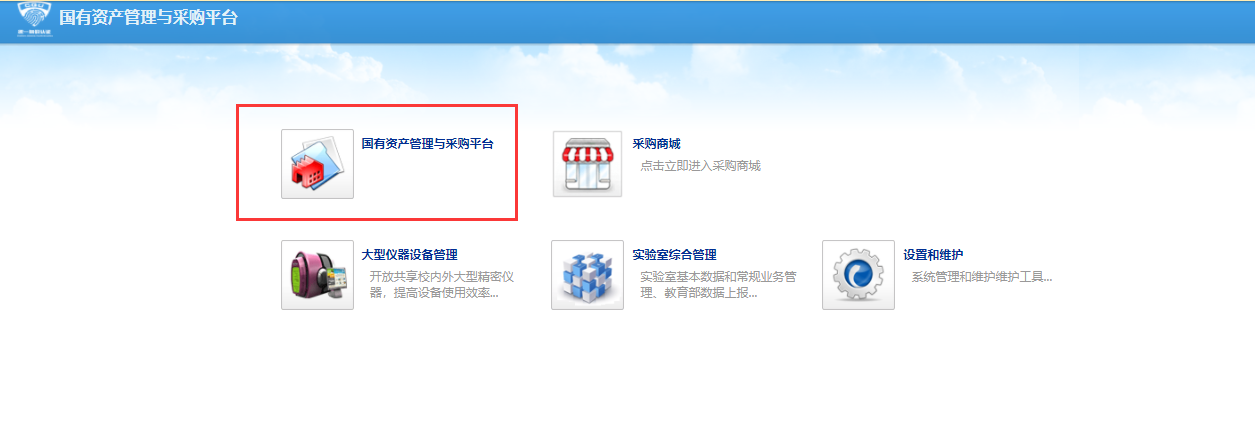 国有资产管理与采购平台
国有资产管理与采购平台
采购商城
点击立即进入采购商城
大型仪器设备管理
开放共享校内外大型精密仪
器，提高设备使用效率...
实验室综合管理
实验室基本数据和常规业务管
理、教育部数据上报...
设置和维护
系统管理和维护维护工具...